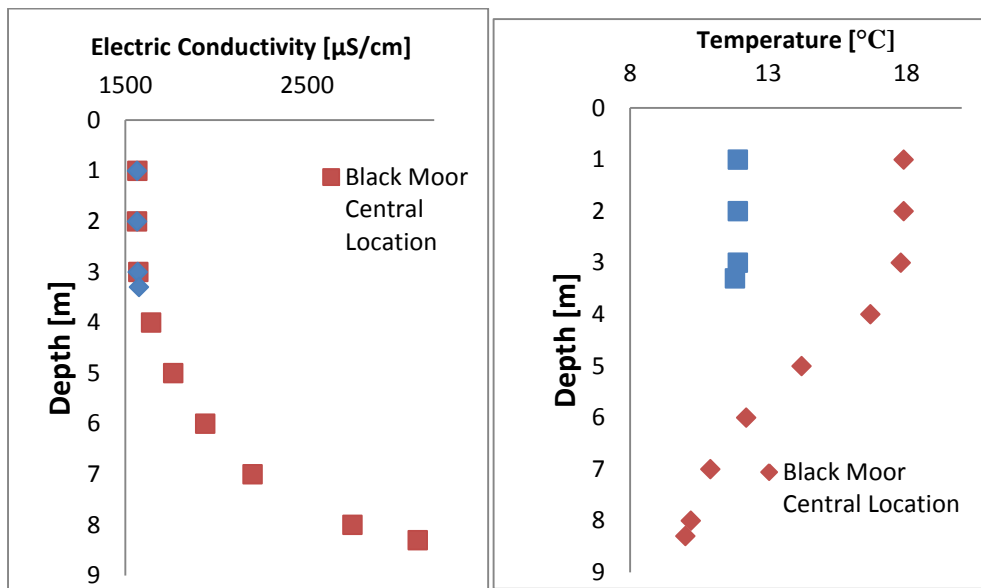 Electric Conductivity [µS/cm]
1500 2500
0
1
2
3
4
5
6
7
8
9
Depth [m]
Black Moor
Central
Location
Temperature [°C]
8 13 18
0
1
2
3
4
5
6
7
8
9
Depth [m]
Black Moor
Central Location